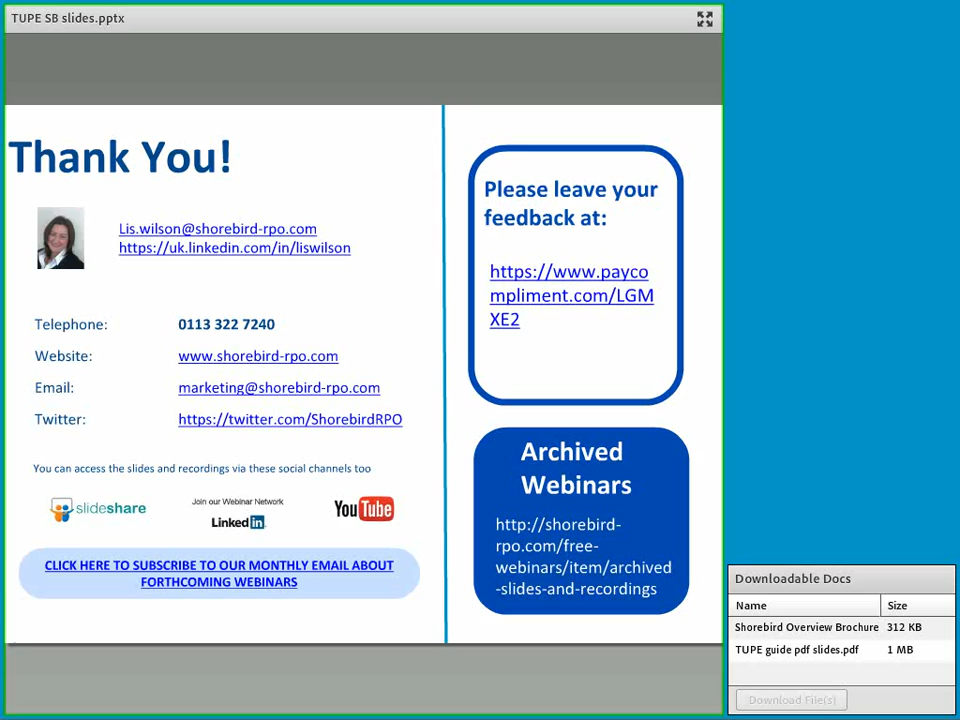 TUPE SB slides.pptx
Thank You!
Lis.wilson@shorebird-rpo.com
https://uk.linkedin.com/in/liswilson
Telephone: 0113 322 7240
Website: www.shorebird-rpo.com
Email: marketing@shorebird-rpo.com
Twitter: https://twitter.com/ShorebirdRPO
You can access the slides and recordings via these social channels too
slideshare
Join our Webinar Network
Linked in
YouTube
CLICK HERE TO SUBSCRIBE TO OUR MONTHLY EMAIL ABOUT
FORTHCOMING WEBINARS
Please leave your
feedback at:
https://www.payco
mpliment.com/LGM
XE2
Archived
Webinars
http://shorebird-
rpo.com/free-
webinars/item/archived
-slides-and-recordings
Downloadable Docs
Name Size
Shorebird Overview Brochure 312 KB
TUPE guide pdf slides.pdf 1 MB
Download File(s)